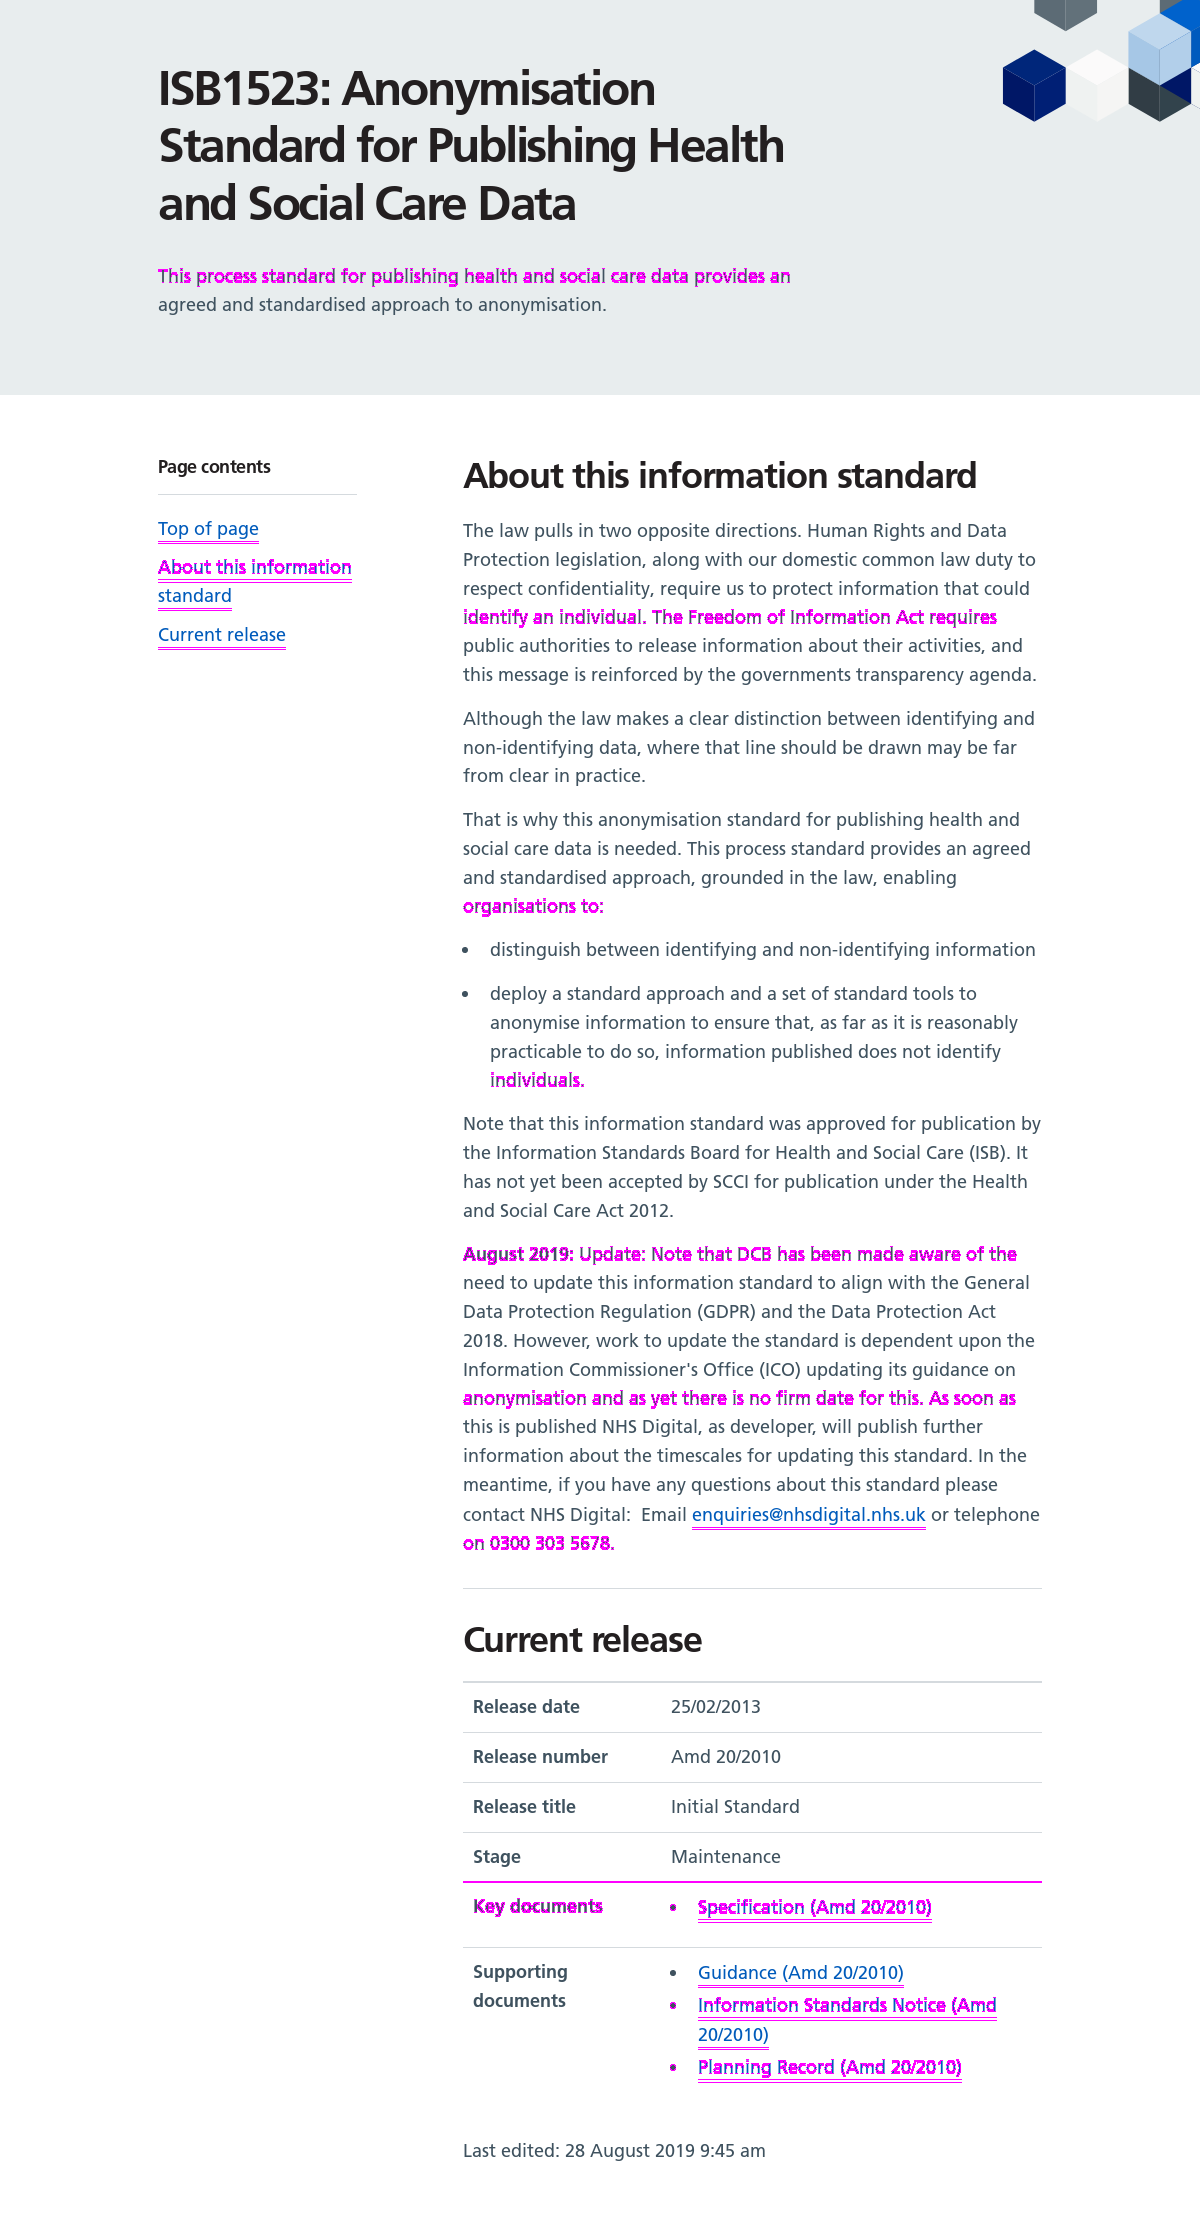 ISB1523: Anonymisation
Standard for Publishing Health
and Social Care Data
This process standard for publishing health and social care data provides an
agreed and standardised approach to anonymisation.
Page contents
Top of page
About this information
standard
Current release
About this information standard
The law pulls in two opposite directions. Human Rights and Data
Protection legislation, along with our domestic common law duty to
respect confidentiality, require us to protect information that could
identify an individual. The Freedom of Information Act requires
public authorities to release information about their activities, and
this message is reinforced by the governments transparency agenda.
Although the law makes a clear distinction between identifying and
non-identifying data, where that line should be drawn may be far
from clear in practice.
That is why this anonymisation standard for publishing health and
social care data is needed. This process standard provides an agreed
and standardised approach, grounded in the law, enabling
organisations to:
• distinguish between identifying and non-identifying information
• deploy a standard approach and a set of standard tools to
anonymise information to ensure that, as far as it is reasonably
practicable to do so, information published does not identify
individuals.
Note that this information standard was approved for publication by
the Information Standards Board for Health and Social Care (ISB). It
has not yet been accepted by SCCI for publication under the Health
and Social Care Act 2012.
August 2019: Update: Note that DCB has been made aware of the
need to update this information standard to align with the General
Data Protection Regulation (GDPR) and the Data Protection Act
2018. However, work to update the standard is dependent upon the
Information Commissioner's Office (ICO) updating its guidance on
anonymisation and as yet there is no firm date for this. As soon as
this is published NHS Digital, as developer, will publish further
information about the timescales for updating this standard. In the
meantime, if you have any questions about this standard please
contact NHS Digital: Email enquiries@nhsdigital.nhs.uk or telephone
on 0300 303 5678.
Current release
Release date 25/02/2013
Release number Amd 20/2010
Release title Initial Standard
Stage Maintenance
Key documents • Specification (Amd 20/2010)
Supporting • Guidance (Amd 20/2010)
documents • Information Standards Notice (Amd
20/2010)
• Planning Record (Amd 20/2010)
Last edited: 28 August 2019 9:45 am